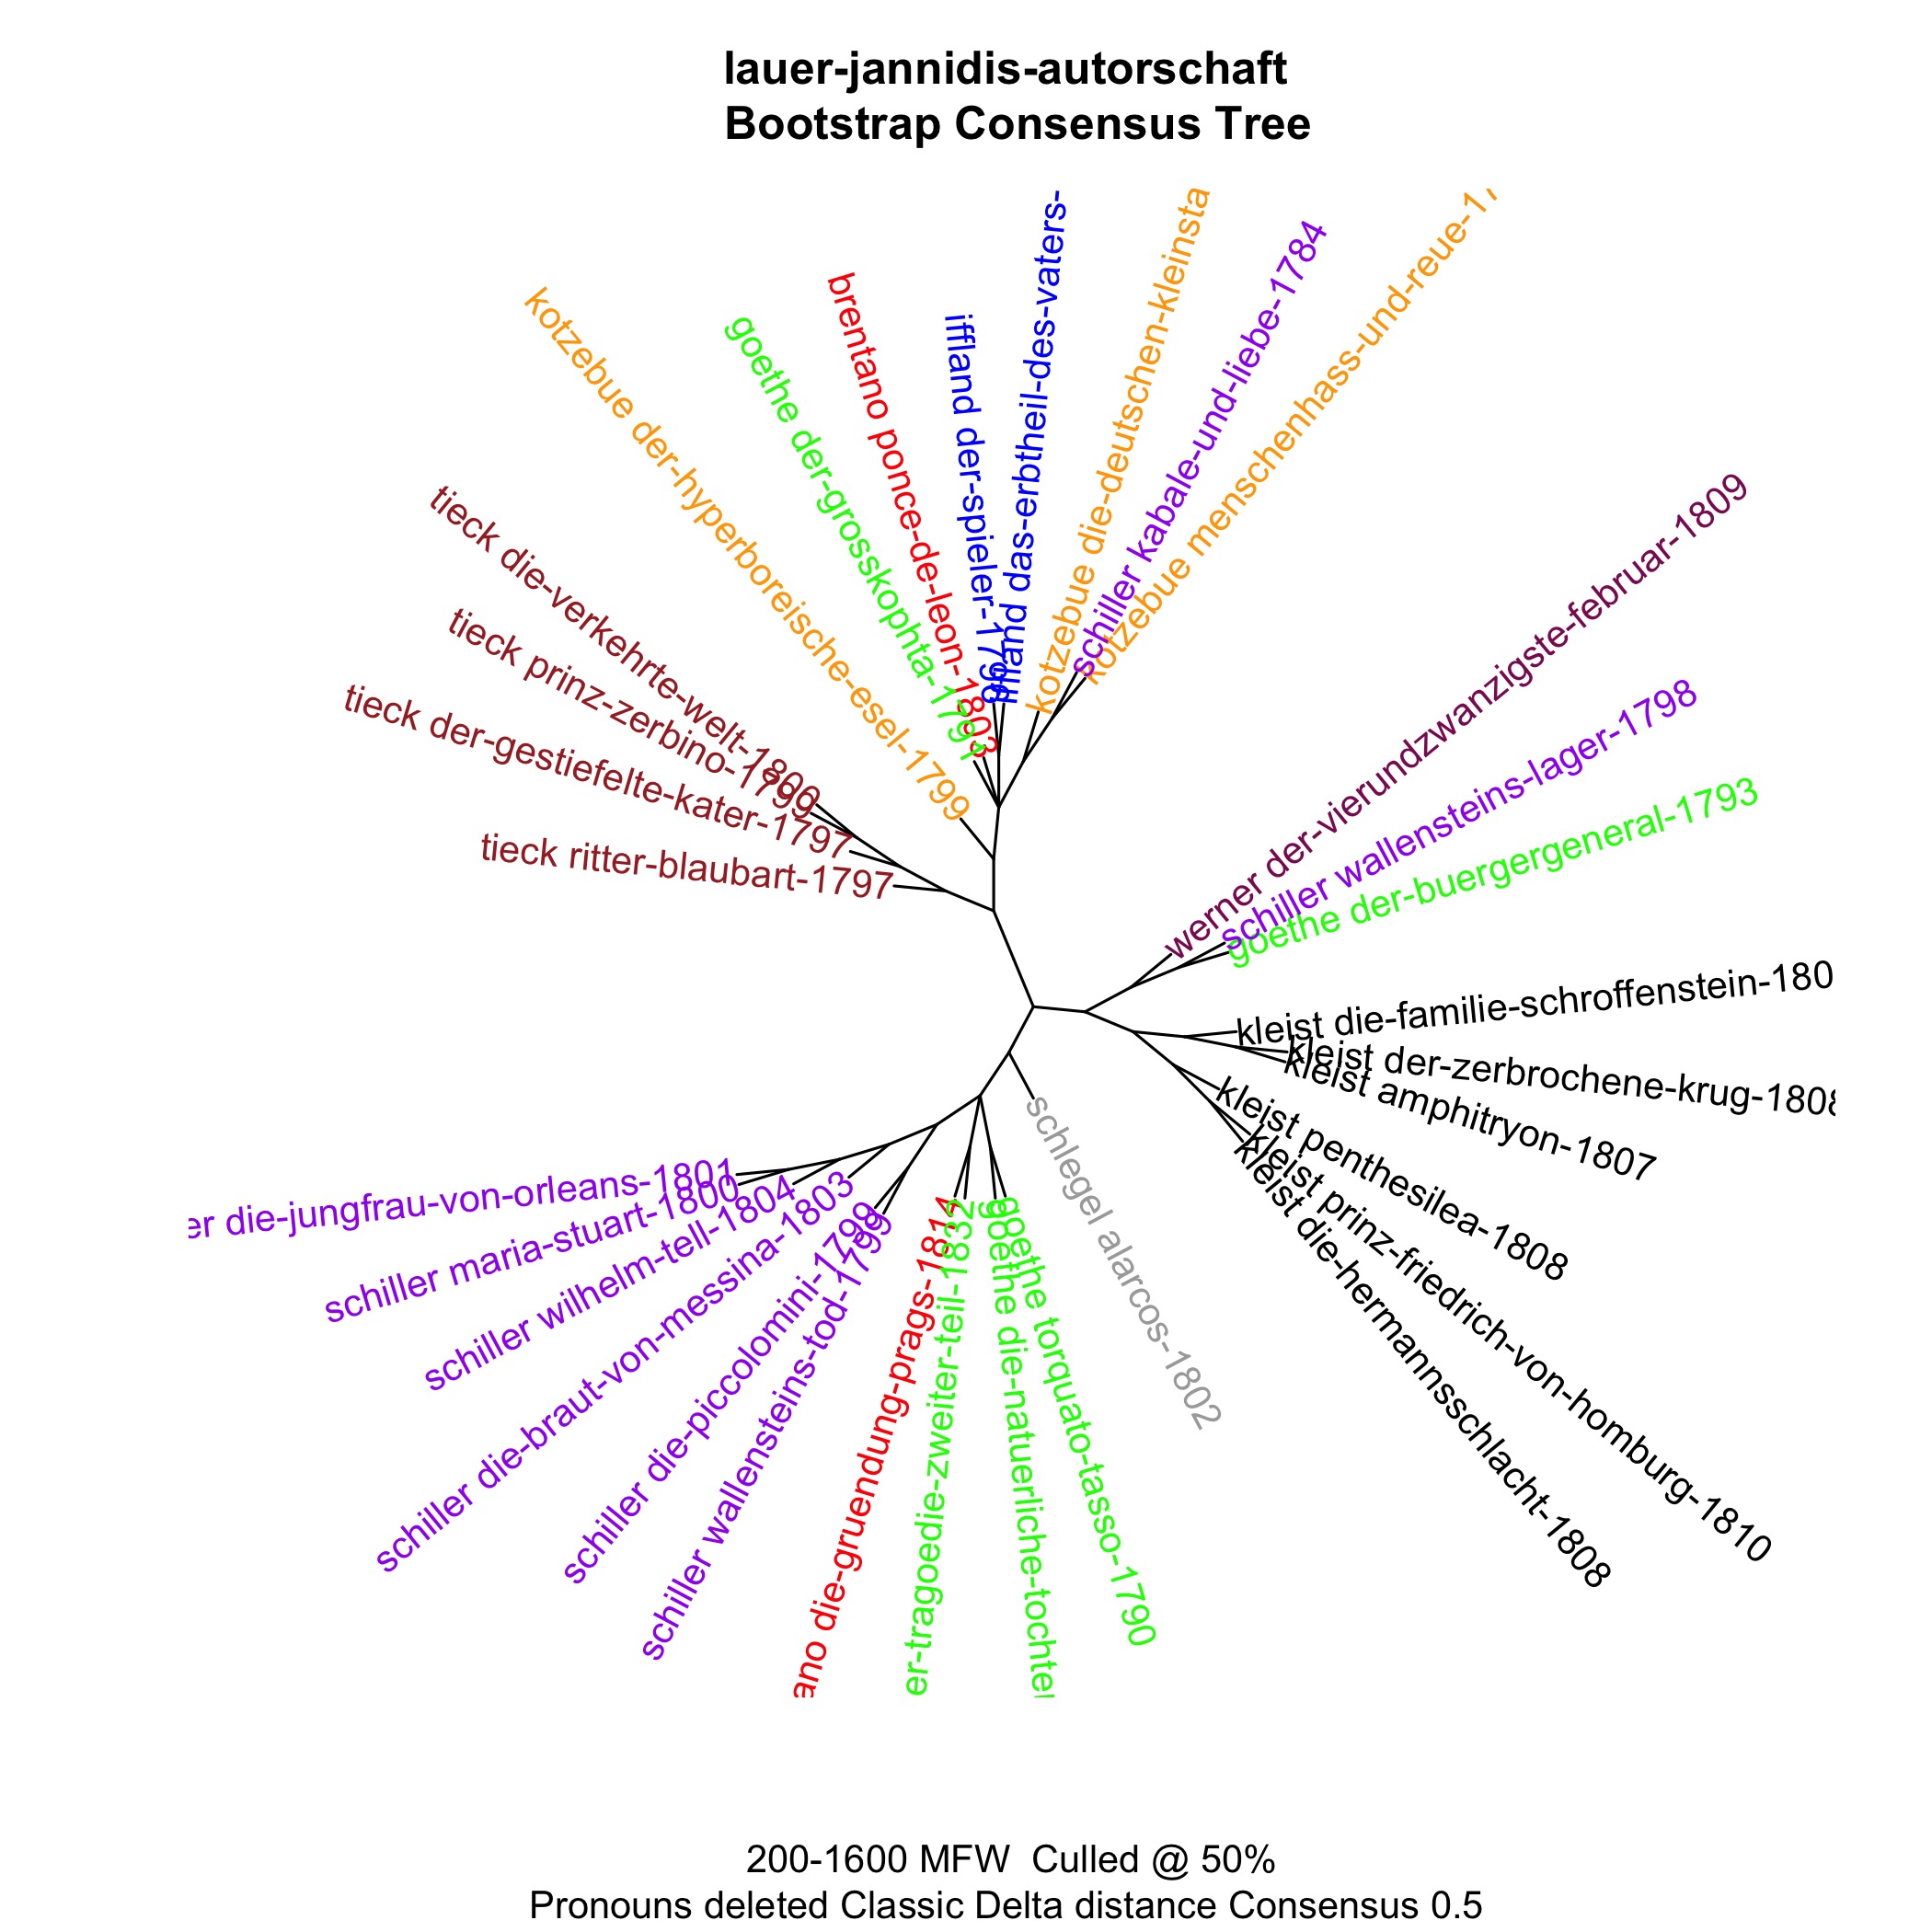 lauer-jannidis-autorschaft
Bootstrap Consensus Tree
kotzebue der-hyperboreische-esel-1799
goethe der-grosskophta-1791
brentano ponce-de-leon-1803
iffland der-spieler-1796
iffland das-erbtheil-des-vaters-
kotzebue die-deutschen-kleinsta
schiller kabale-und-liebe-1784
kotzebue menschenhass-und-reue-1
werner der-vierundzwanzigste-februar-1809
schiller wallensteins-lager-1798
goethe der-buergergeneral-1793
tieck die-verkehrte-welt-1800
tieck prinz-zerbino-1799
tieck der-gestiefelte-kater-1797
tieck ritter-blaubart-1797
kleist die-familie-schroffenstein-180
kleist der-zerbrochene-krug-1808
kleist amphitryon-1807
kleist penthesilea-1808
kleist prinz-friedrich-von-homburg-1810
kleist die-hermannsschlacht-1808
schlegel alarcos-1802
goethe torquato-tasso-1790
goethe die-natuerliche-tochter
er-tragoedie-zweiter-teil-1832
ano die-gruendung-prags-1814
schiller wallensteins-tod-1799
schiller die-piccolomini-1799
schiller die-braut-von-messina-1803
schiller wilhelm-tell-1804
schiller maria-stuart-1800
er die-jungfrau-von-orleans-1801
200-1600 MFW Culled @ 50%
Pronouns deleted Classic Delta distance Consensus 0.5